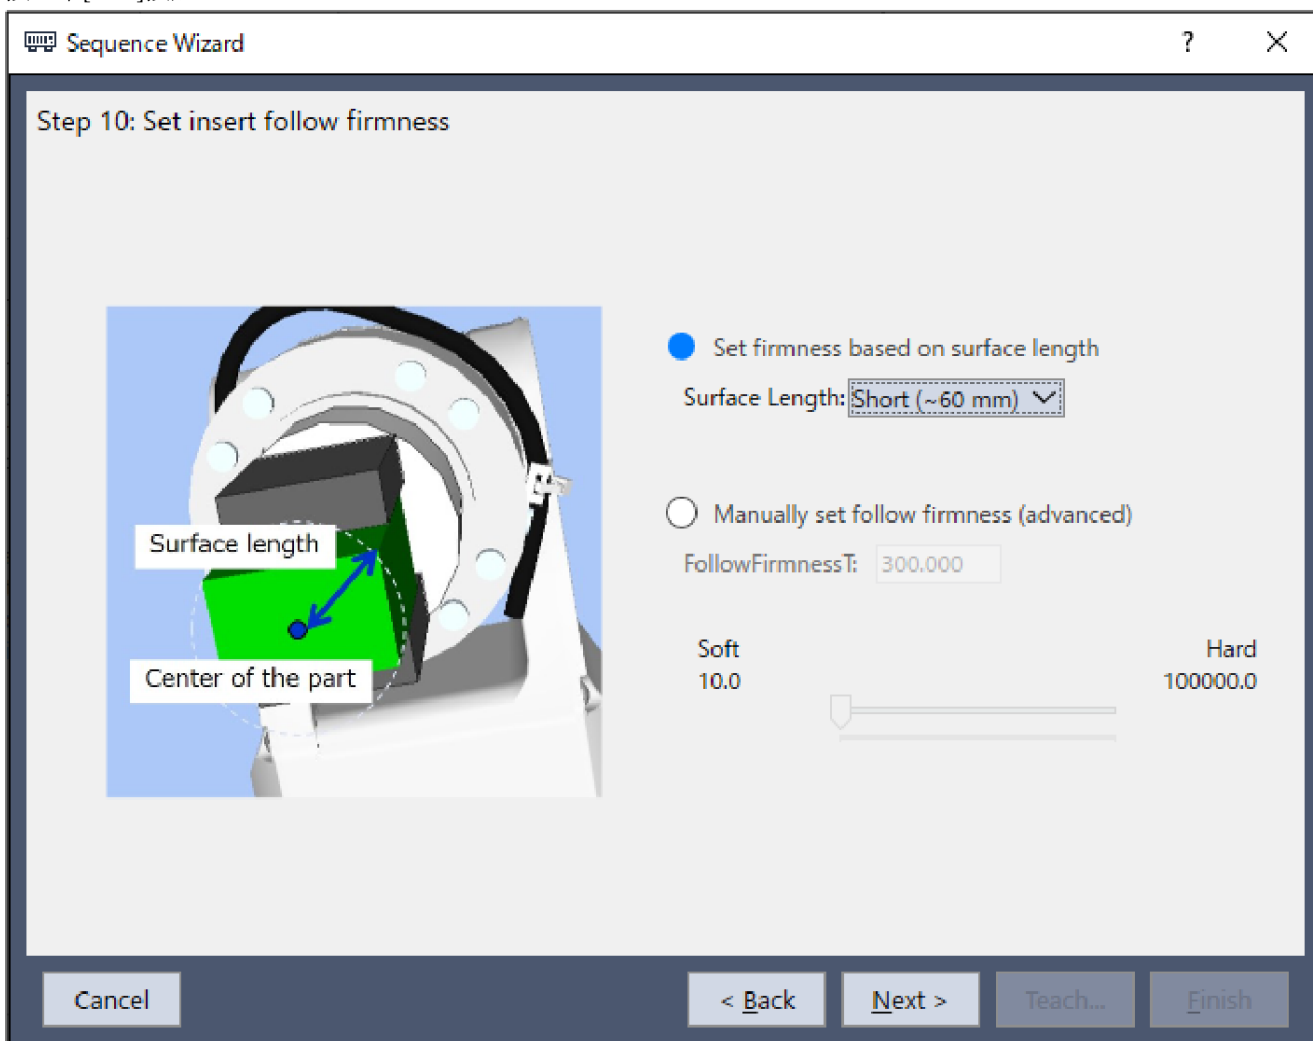 Sequence Wizard
?
Step 10: Set insert follow firmness
Surface length
Center of the part
Set firmness based on surface length
Surface Length: Short (~60 mm)
Manually set follow firmness (advanced)
FollowFirmnessT: 300.000
Soft Hard
10.0 100000.0
Cancel < Back Next > Teach... Finish